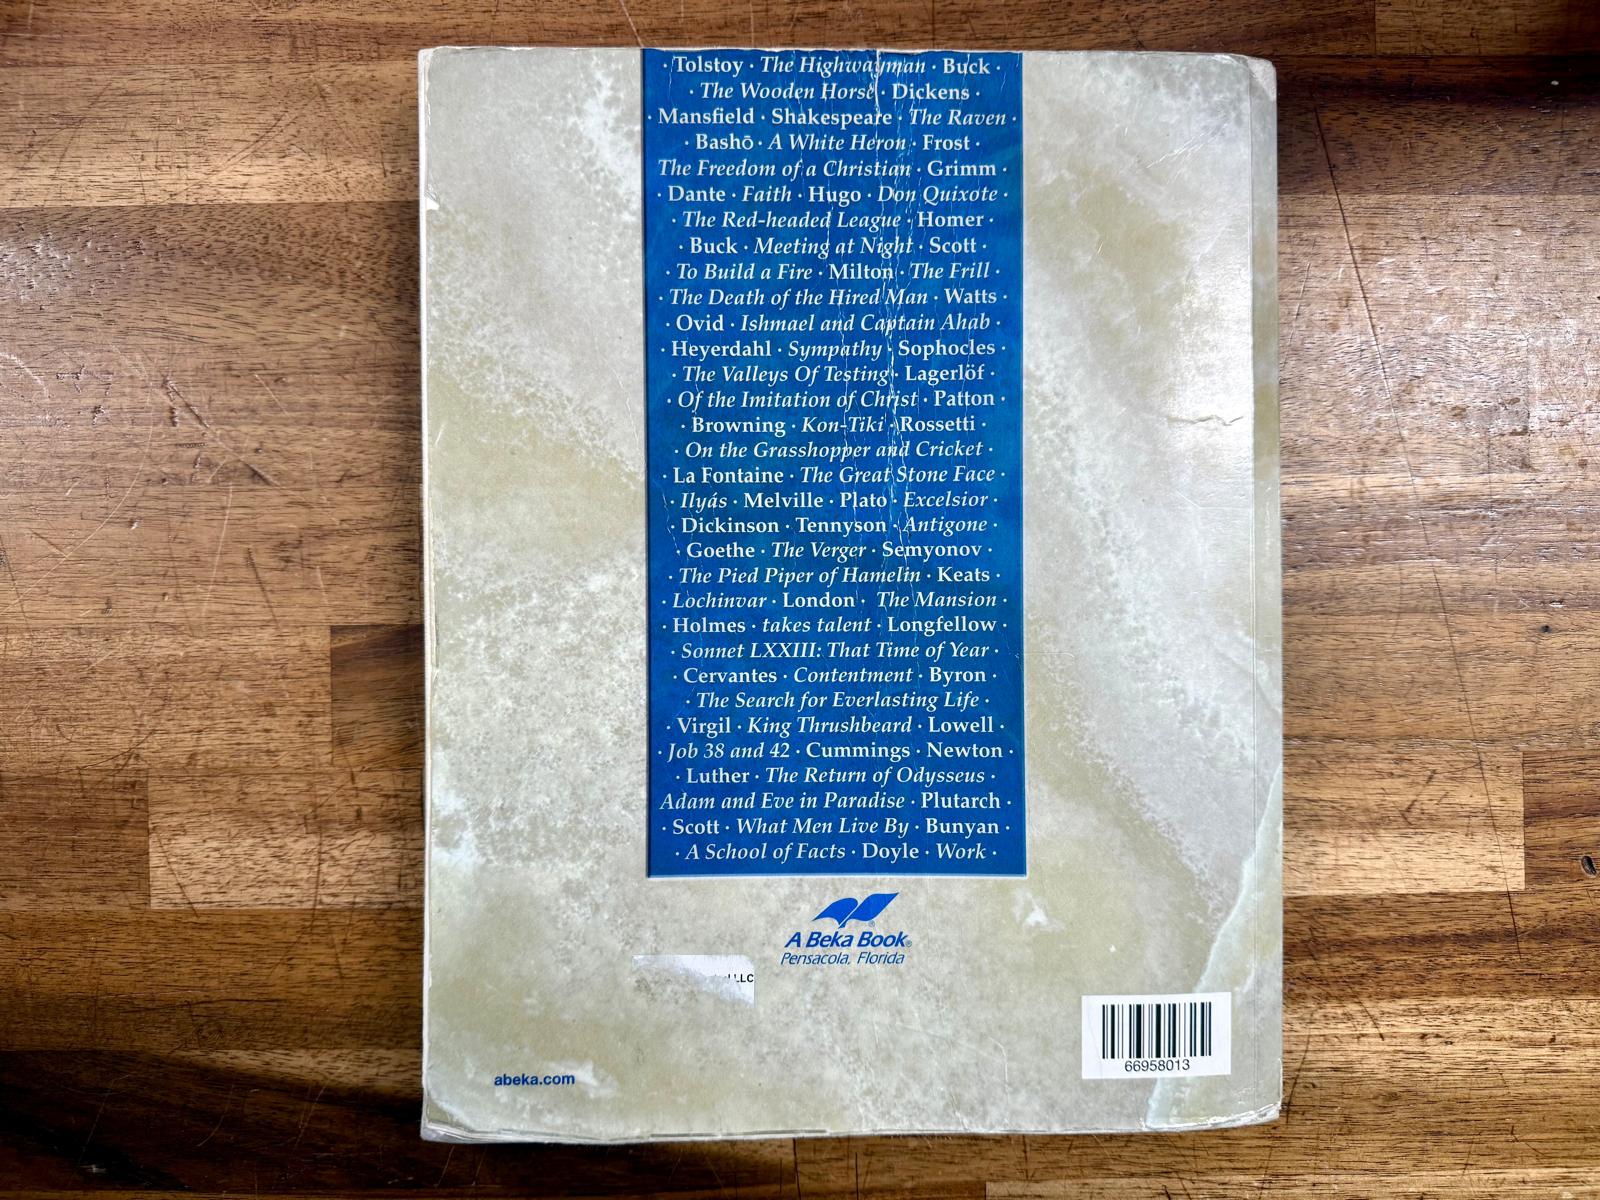 · Tolstoy · The Highwayman · Buck ·
· The Wooden Horse · Dickens ·
· Mansfield · Shakespeare · The Raven ·
· Bashō · A White Heron · Frost ·
The Freedom of a Christian · Grimm ·
· Dante · Faith · Hugo · Don Quixote ·
· The Red-headed League · Homer ·
· Buck · Meeting at Night · Scott ·
· To Build a Fire · Milton · The Frill ·
· The Death of the Hired Man · Watts ·
· Ovid · Ishmael and Captain Ahab ·
· Heyerdahl · Sympathy · Sophocles ·
· The Valleys Of Testing · Lagerlöf ·
· Of the Imitation of Christ · Patton ·
· Browning · Kon-Tiki · Rossetti ·
· On the Grasshopper and Cricket ·
· La Fontaine · The Great Stone Face ·
· Ilyás · Melville · Plato · Excelsior ·
· Dickinson · Tennyson · Antigone ·
· Goethe · The Verger · Semyonov ·
· The Pied Piper of Hamelin · Keats ·
· Lochinvar · London · The Mansion ·
· Holmes · takes talent · Longfellow ·
· Sonnet LXXIII: That Time of Year ·
· Cervantes · Contentment · Byron ·
· The Search for Everlasting Life ·
· Virgil · King Thrushbeard · Lowell ·
· Job 38 and 42 · Cummings · Newton ·
· Luther · The Return of Odysseus ·
Adam and Eve in Paradise · Plutarch ·
· Scott · What Men Live By · Bunyan ·
· A School of Facts · Doyle · Work ·
A Beka Book®
Pensacola, Florida
LLC
66958013
abeka.com